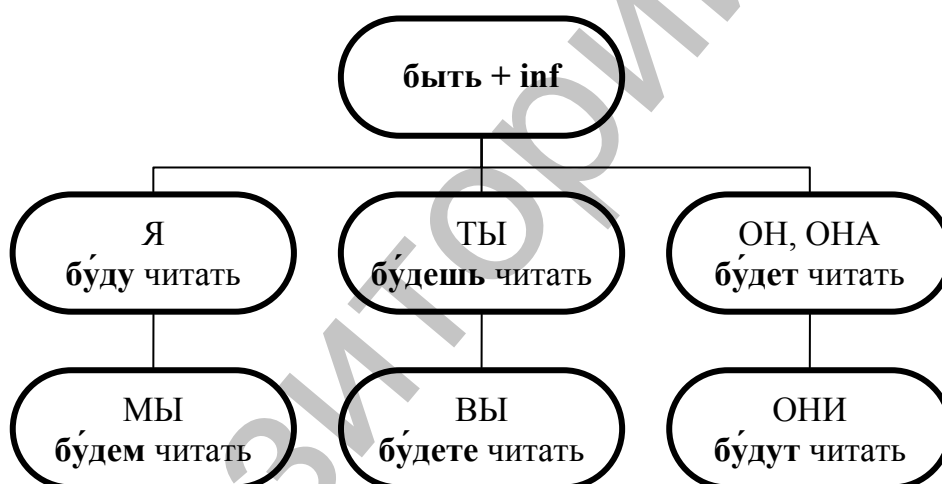 быть + inf
Я
бу́ду читать
ТЫ
бу́дешь читать
ОН, ОНА
бу́дет читать
МЫ
бу́дем читать
ВЫ
бу́дете читать
ОНИ
бу́дут читать